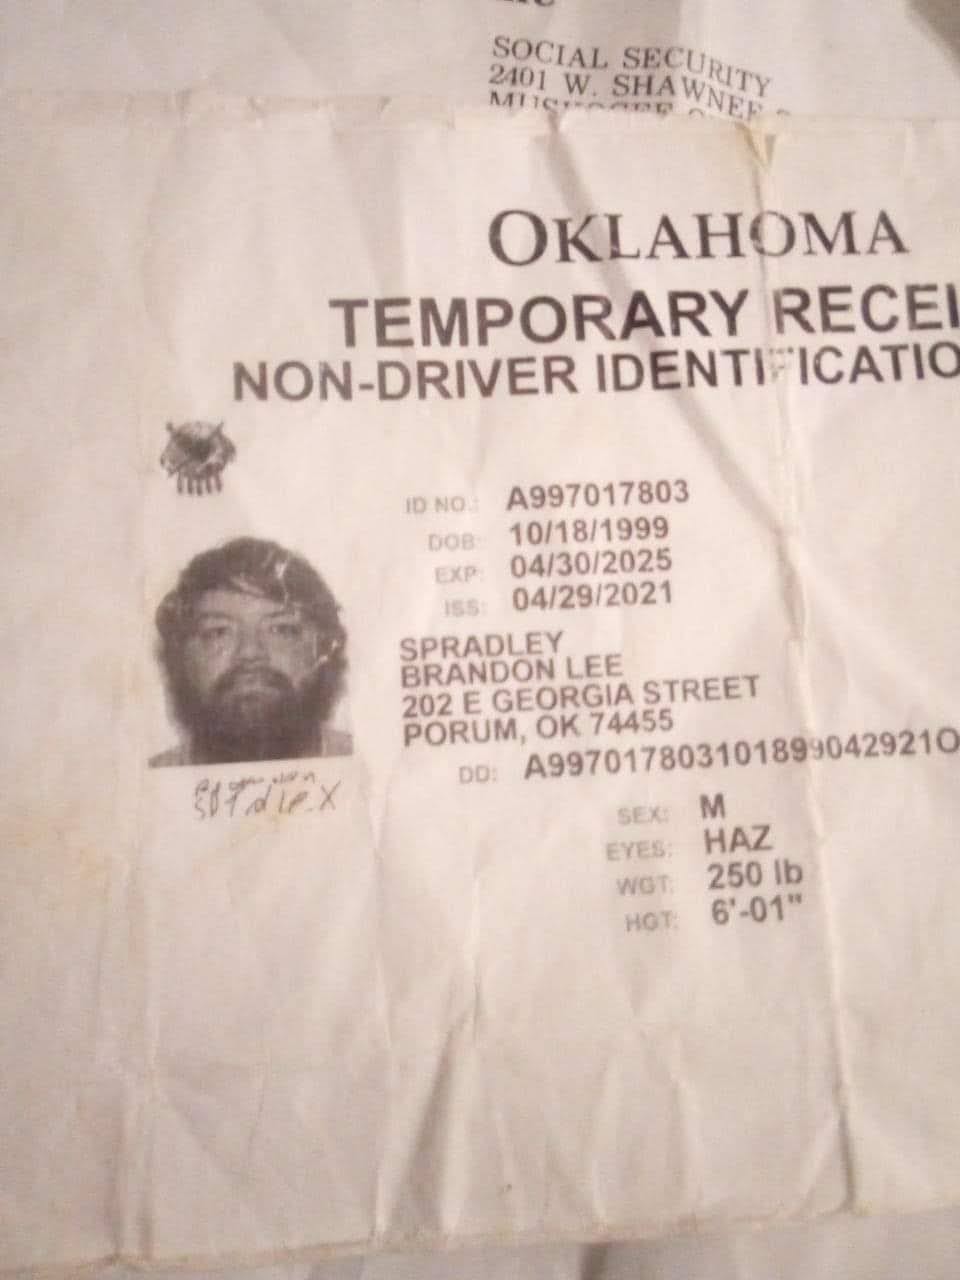 SOCIAL SECURITY
2401 W. SHAWNEE
OKLAHOMA
TEMPORARY RECEI
NON-DRIVER IDENTIFICATIO
ID NO.: A997017803
DOB: 10/18/1999
EXP: 04/30/2025
ISS: 04/29/2021
SPRADLEY
BRANDON LEE
202 E GEORGIA STREET
PORUM, OK 74455
DD: A9970178031018990429210
SEX: M
EYES: HAZ
WGT: 250 lb
HGT: 6'-01"